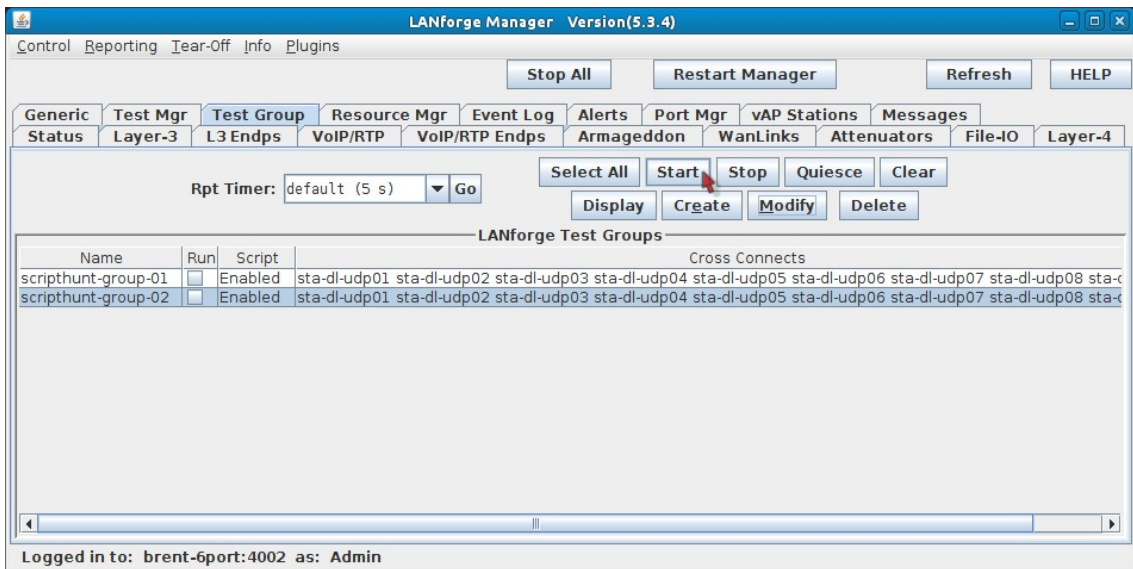 LANforge Manager Version(5.3.4)
Control Reporting Tear-Off Info Plugins
Stop All Restart Manager Refresh HELP
Generic Test Mgr Test Group Resource Mgr Event Log Alerts Port Mgr vAP Stations Messages
Status Layer-3 L3 Endps VoIP/RTP VoIP/RTP Endps Armageddon WanLinks Attenuators File-IO Layer-4
Select All Start Stop Quiesce Clear
Rpt Timer: default (5 s) Go
Display Create Modify Delete
LANforge Test Groups
Name Run Script Cross Connects
scripthunt-group-01 Enabled sta-dl-udp01 sta-dl-udp02 sta-dl-udp03 sta-dl-udp04 sta-dl-udp05 sta-dl-udp06 sta-dl-udp07 sta-dl-udp08
scripthunt-group-02 Enabled sta-dl-udp01 sta-dl-udp02 sta-dl-udp03 sta-dl-udp04 sta-dl-udp05 sta-dl-udp06 sta-dl-udp07 sta-dl-udp08
Logged in to: brent-6port:4002 as: Admin